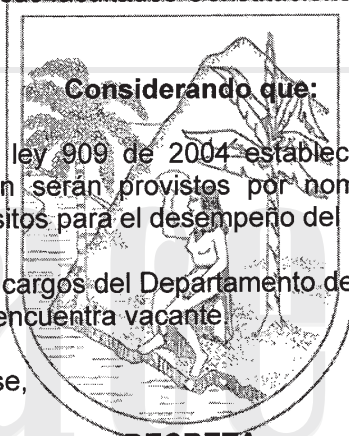 Considerando que:
ley 909 de 2004 establec
n serán provistos por nom
sitos para el desempeño del
cargos del Departamento de
encuentra vacante
se,